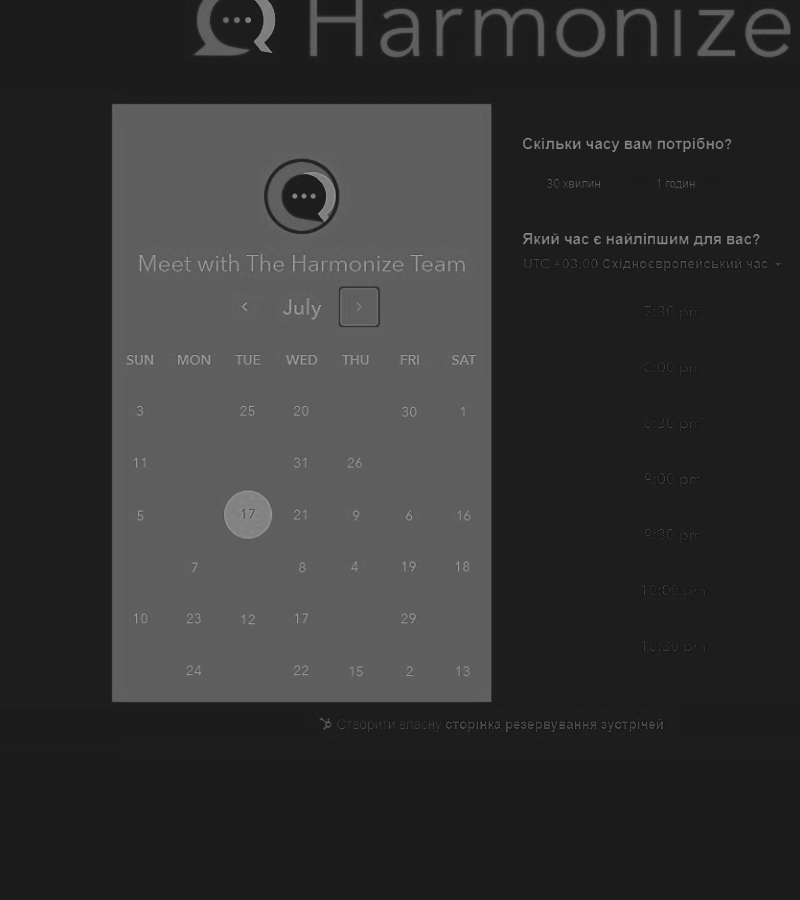 Harmonize
Meet with The Harmonize Team
July
SUN MON TUE WED THU FRI SAT
3 25 20 30 1
11 31 26
5 17 21 9 6 16
7 8 4 19 18
10 23 12 17 29
24 22 15 2 13
Скільки часу вам потрібно?
30 хвилин 1 годин
Який час є найліпшим для вас?
UTC +03:00 Східноєвропейський час
7:30 pm
8:00 pm
8:30 pm
9:00 pm
9:30 pm
10:00 pm
10:30 pm
Створити власну сторінка резервування зустрічей